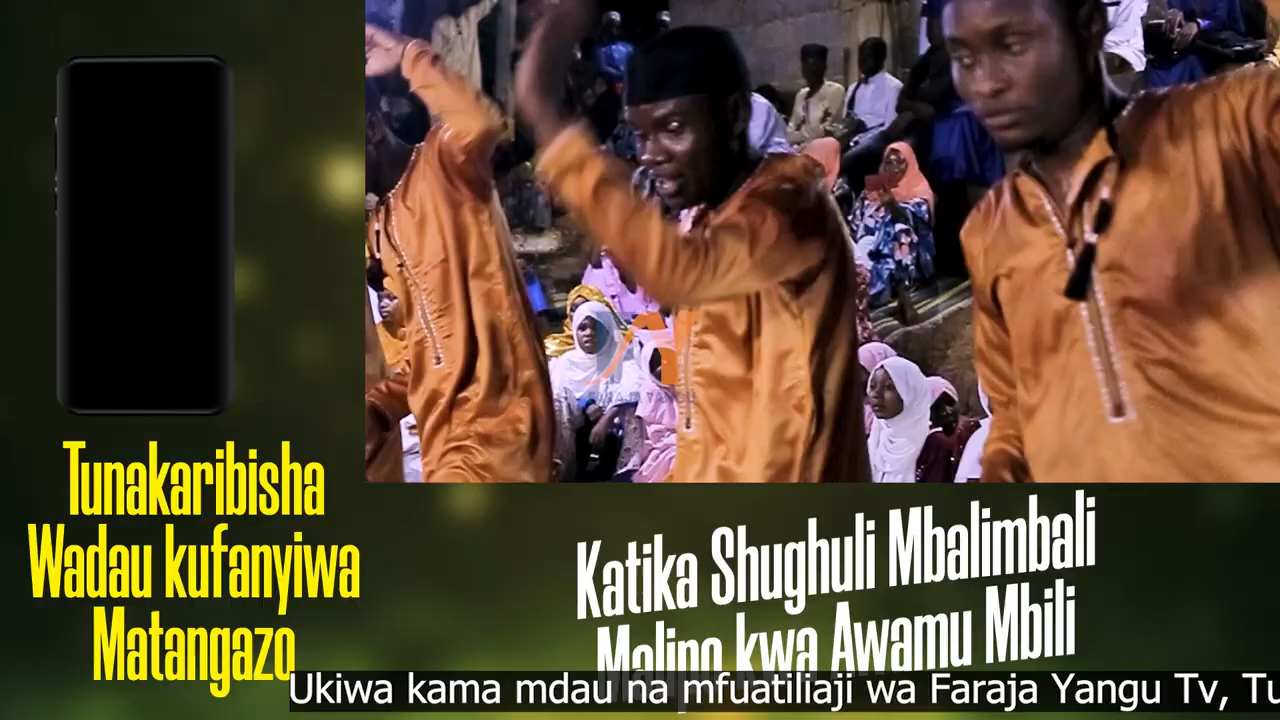 Tunakaribisha
Wadau kufanyiwa
Matangazo
Katika Shughuli Mbalimbali
Malipo kwa Awamu Mbili
Ukiwa kama mdau na mfuatiliaji wa Faraja Yangu Tv, Tu